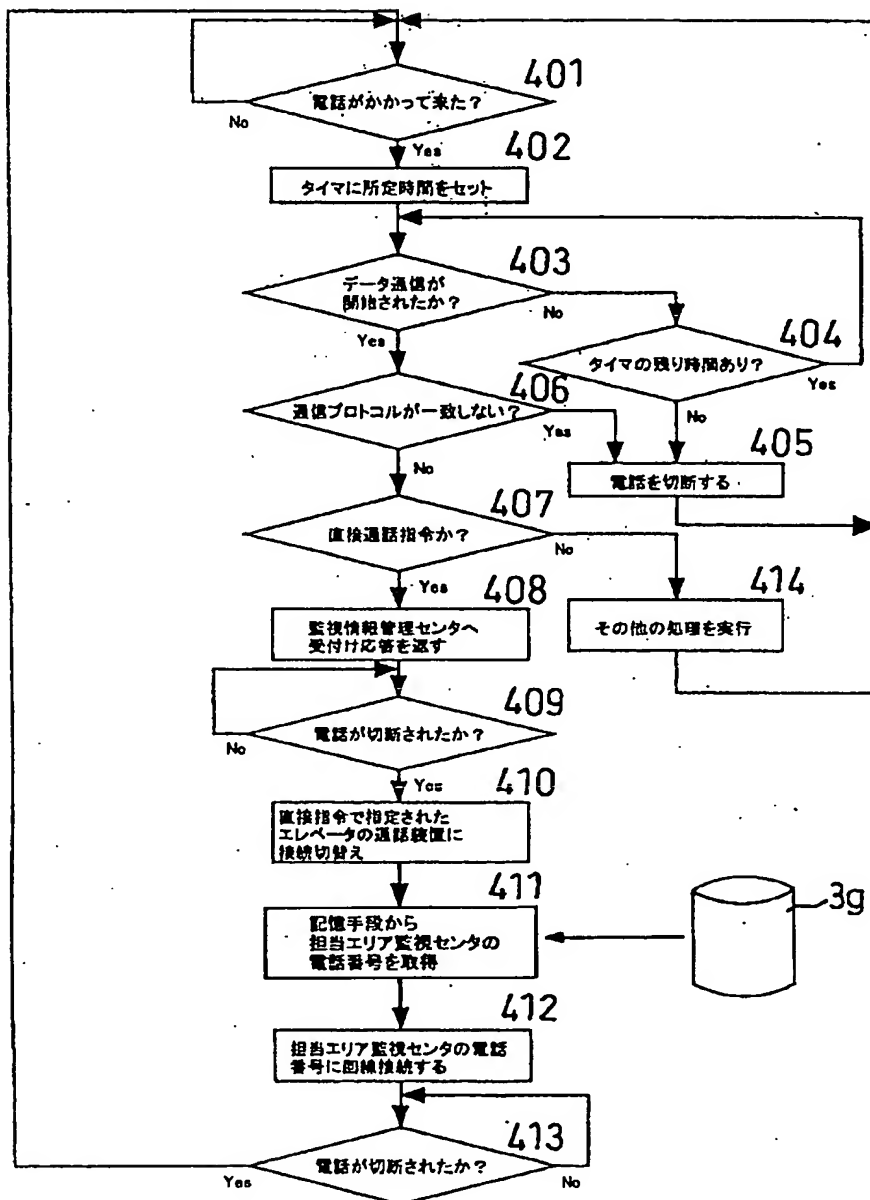 401
電話がかかって来た?
No
Yes
402
タイマに所定時間をセット
403
データ通信が
開始されたか?
No
Yes
404
タイマの残り時間あり?
Yes
No
406
通信プロトコルが一致しない?
Yes
No
405
電話を切断する
407
直接通話指令か?
No
Yes
408
監視情報管理センタへ
受付け応答を返す
414
その他の処理を実行
409
電話が切断されたか?
No
Yes
410
直接指令で指定された
エレベータの通話装置に
接続切替え
411
記憶手段から
担当エリア監視センタの
電話番号を取得
3g
412
担当エリア監視センタの電話
番号に回線接続する
413
電話が切断されたか?
Yes
No